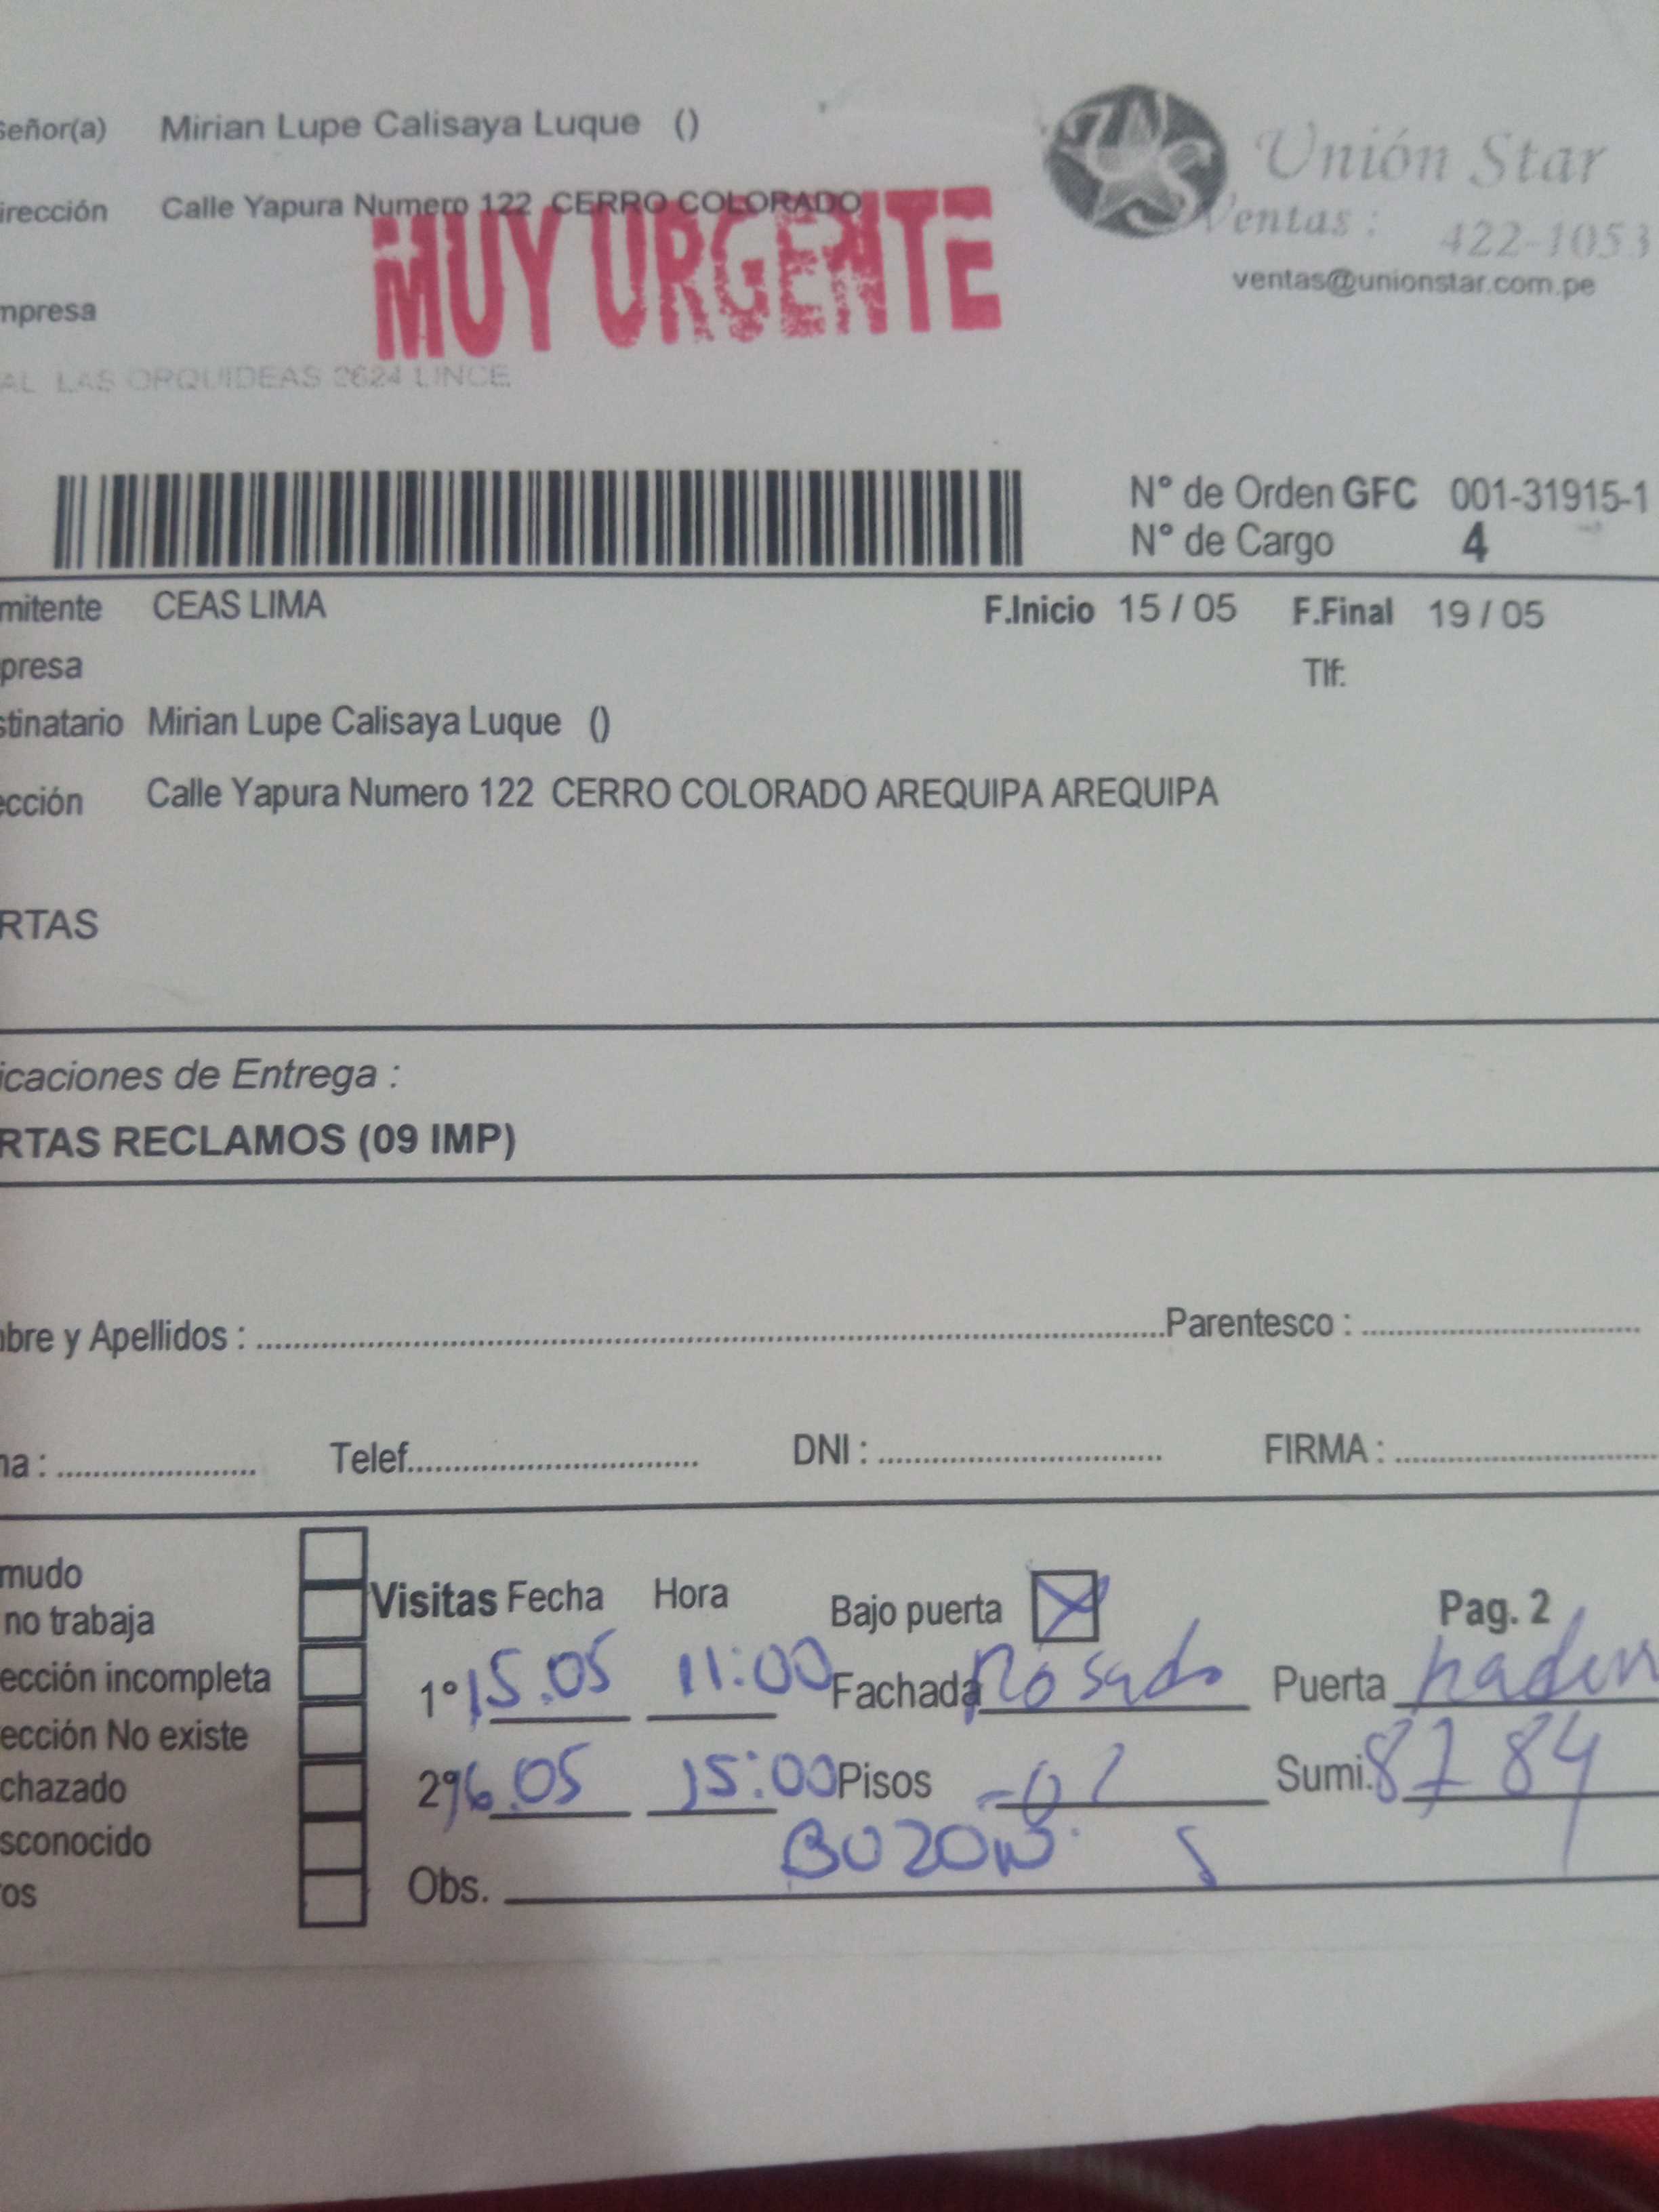 Señor(a) Mirian Lupe Calisaya Luque ()
irección Calle Yapura Numero 122 CERRO COLORADO
MUY URGENTE
Unión Star
Ventas : 422-1053
ventas@unionstar.com.pe
mpresa
AL LAS ORQUIDEAS 2624 LINCE
N° de Orden GFC 001-31915-1
N° de Cargo 4
mitente CEAS LIMA F.Inicio 15 / 05 F.Final 19 / 05
presa Tlf:
stinatario Mirian Lupe Calisaya Luque ()
ección Calle Yapura Numero 122 CERRO COLORADO AREQUIPA AREQUIPA
RTAS
icaciones de Entrega :
RTAS RECLAMOS (09 IMP)
bre y Apellidos : Parentesco :
na : Telef. DNI : FIRMA :
mudo
no trabaja
ección incompleta
ección No existe
chazado
sconocido
os
Visitas Fecha Hora Bajo puerta X Pag. 2
1° 15.05 11:00 Fachada Rosado Puerta
2° 16.05 15:00 Pisos Sumi. 8784
BUZON
Obs.